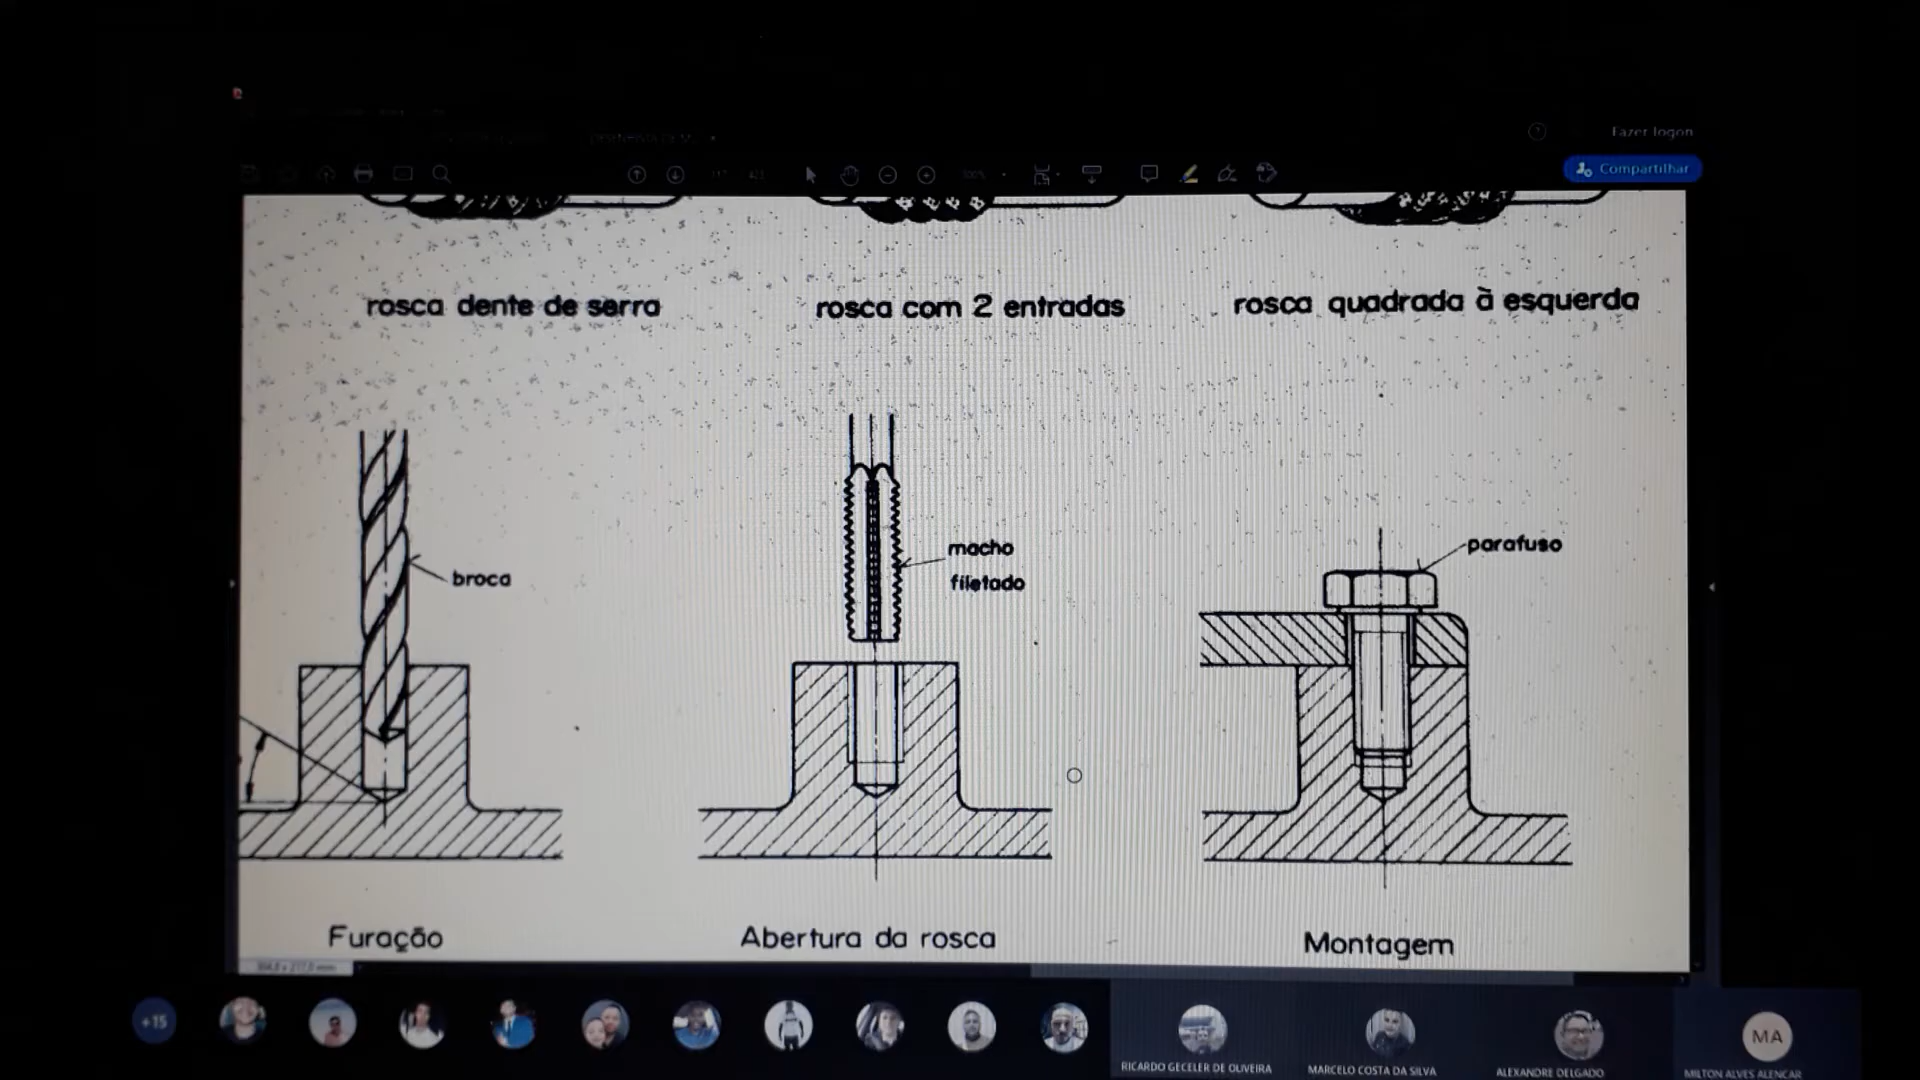 Fazer logon
Compartilhar
rosca dente de serra
rosca com 2 entradas
rosca quadrada à esquerda
broca
macho
filetado
parafuso
Furação
Abertura da rosca
Montagem
+15
MA
RICARDO GECELER DE OLIVEIRA
MARCELO COSTA DA SILVA
ALEXANDRE DELGADO
MILTON ALVES ALENCAR